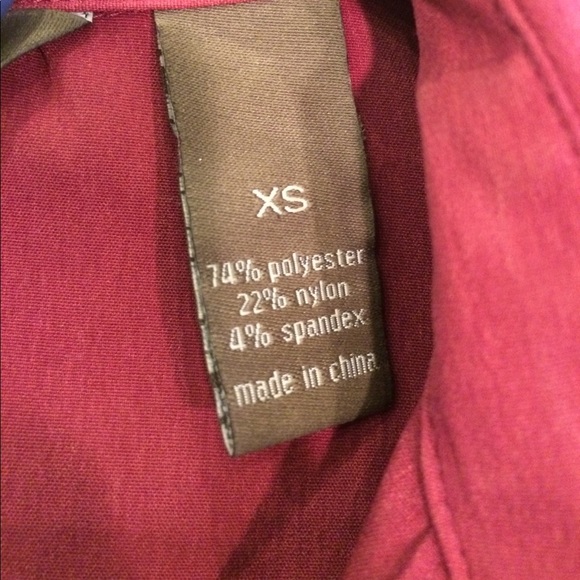 XS
74% polyester
22% nylon
4% spandex
made in china